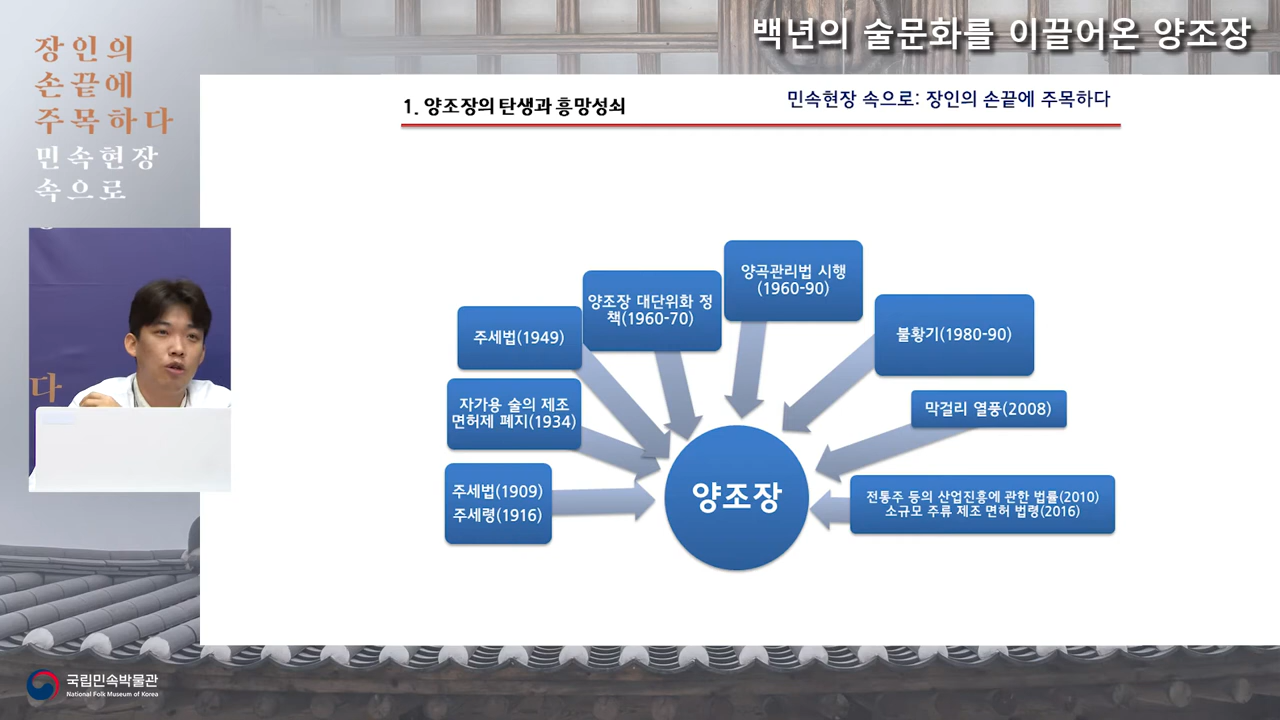 백년의 술문화를 이끌어온 양조장
장인의
손끝에
주목하다
민속현장
속으로
1. 양조장의 탄생과 흥망성쇠
민속현장 속으로: 장인의 손끝에 주목하다
양곡관리법 시행
(1960-90)
양조장 대단위화 정
책(1960-70)
주세법(1949)
불황기(1980-90)
자가용 술의 제조
면허제 폐지(1934)
막걸리 열풍(2008)
주세법(1909)
주세령(1916)
양조장
전통주 등의 산업진흥에 관한 법률(2010)
소규모 주류 제조 면허 법령(2016)
다
국립민속박물관
National Folk Museum of Korea